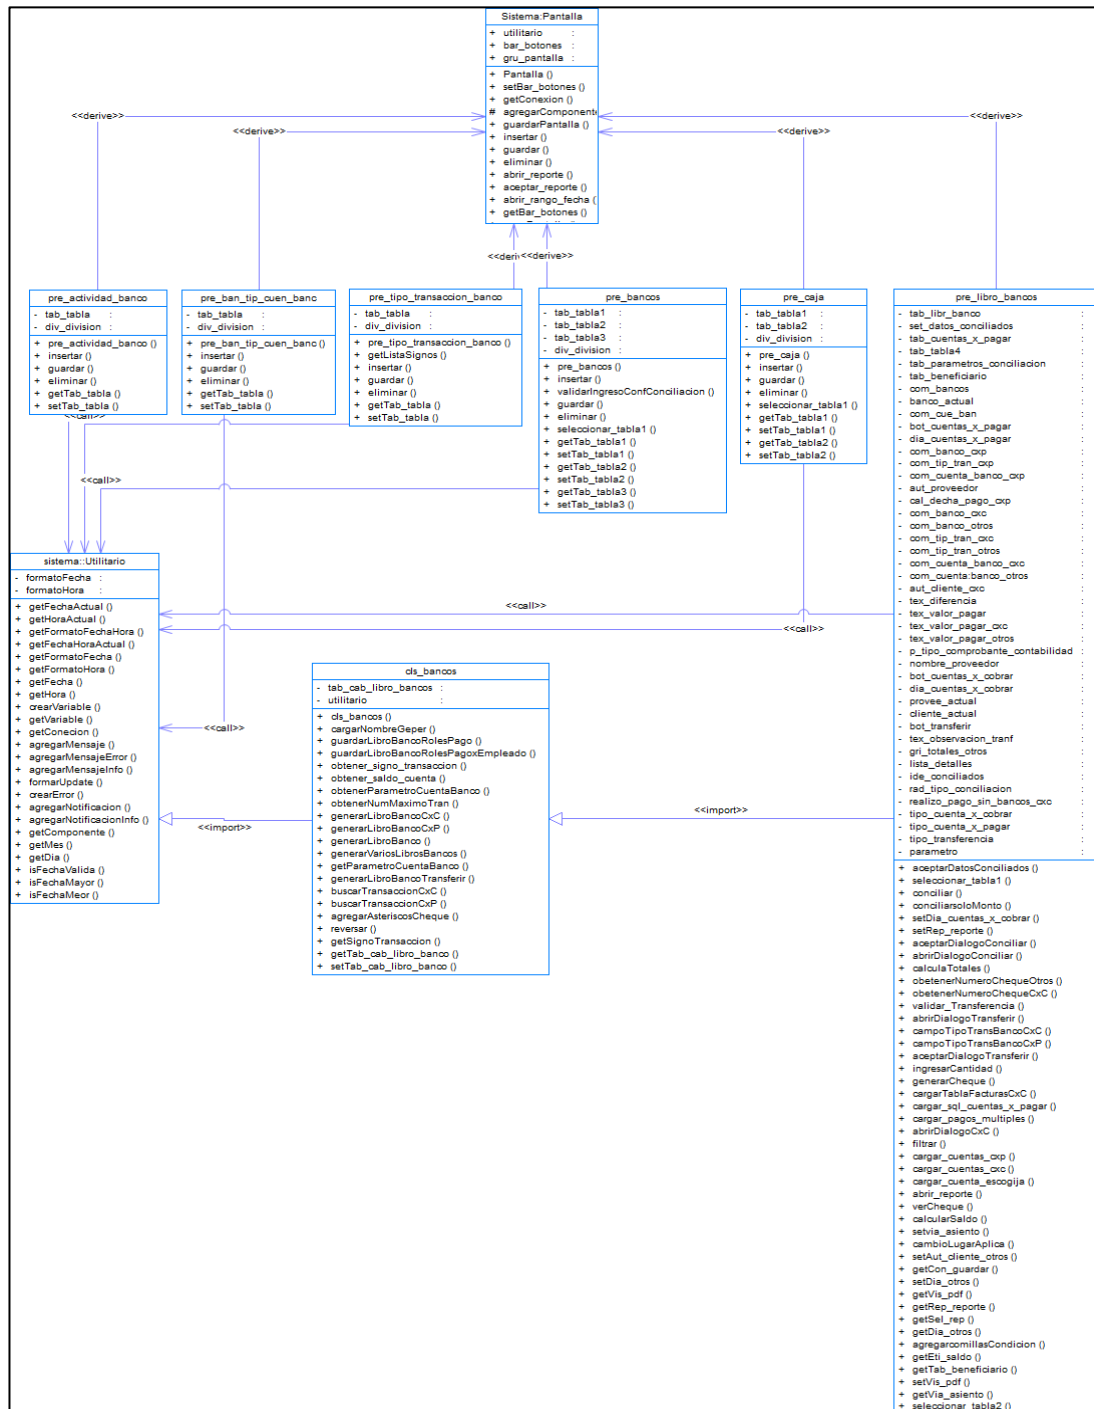 Sistema:Pantalla
+ utilitario :
+ bar_botones :
+ gru_pantalla :
+ Pantalla ()
+ setBar_botones ()
+ getConexion ()
# agregarComponente
+ guardarPantalla ()
+ insertar ()
+ guardar ()
+ eliminar ()
+ abrir_reporte ()
+ aceptar_reporte ()
+ abrir_rango_fecha (
+ getBar_botones ()
<<derive>>
<<derive>>
<<derive>>
<<derive>>
<<deri
<<derive>>
pre_actividad_banco
- tab_tabla :
- div_division :
+ pre_actividad_banco ()
+ insertar ()
+ guardar ()
+ eliminar ()
+ getTab_tabla ()
+ setTab_tabla ()
pre_ban_tip_cuen_banc
- tab_tabla :
- div_division :
+ pre_ban_tip_cuen_banc ()
+ insertar ()
+ guardar ()
+ eliminar ()
+ getTab_tabla ()
+ setTab_tabla ()
pre_tipo_transaccion_banco
- tab_tabla :
- div_division :
+ pre_tipo_transaccion_banco ()
+ getListaSignos ()
+ insertar ()
+ guardar ()
+ eliminar ()
+ getTab_tabla ()
+ setTab_tabla ()
pre_bancos
- tab_tabla1 :
- tab_tabla2 :
- tab_tabla3 :
- div_division :
+ pre_bancos ()
+ insertar ()
+ validarIngresoConfConciliacion ()
+ guardar ()
+ eliminar ()
+ seleccionar_tabla1 ()
+ getTab_tabla1 ()
+ setTab_tabla1 ()
+ getTab_tabla2 ()
+ setTab_tabla2 ()
+ getTab_tabla3 ()
+ setTab_tabla3 ()
pre_caja
- tab_tabla1 :
- tab_tabla2 :
- div_division :
+ pre_caja ()
+ insertar ()
+ guardar ()
+ eliminar ()
+ seleccionar_tabla1 ()
+ getTab_tabla1 ()
+ setTab_tabla1 ()
+ getTab_tabla2 ()
+ setTab_tabla2 ()
pre_libro_bancos
- tab_libr_banco :
- set_datos_conciliados :
- tab_cuentas_x_pagar :
- tab_tabla4 :
- tab_parametros_conciliacion :
- tab_beneficiario :
- com_bancos :
- banco_actual :
- com_cue_ban :
- bot_cuentas_x_pagar :
- dia_cuentas_x_pagar :
- com_banco_cxp :
- com_tip_tran_cxp :
- com_cuenta_banco_cxp :
- aut_proveedor :
- cal_decha_pago_cxp :
- com_banco_cxc :
- com_banco_otros :
- com_tip_tran_cxc :
- com_tip_tran_otros :
- com_cuenta_banco_cxc :
- com_cuenta:banco_otros :
- aut_cliente_cxc :
- tex_diferencia :
- tex_valor_pagar :
- tex_valor_pagar_cxc :
- tex_valor_pagar_otros :
- p_tipo_comprobante_contabilidad :
- nombre_proveedor :
- bot_cuentas_x_cobrar :
- dia_cuentas_x_cobrar :
- provee_actual :
- cliente_actual :
- bot_transferir :
- tex_observacion_tranf :
- gri_totales_otros :
- lista_detalles :
- ide_conciliados :
- rad_tipo_conciliacion :
- realizo_pago_sin_bancos_cxc :
- tipo_cuenta_x_cobrar :
- tipo_cuenta_x_pagar :
- tipo_transferencia :
- parametro :
+ aceptarDatosConciliados ()
+ seleccionar_tabla1 ()
+ conciliar ()
+ conciliarsoloMonto ()
+ setDia_cuentas_x_cobrar ()
+ setRep_reporte ()
+ aceptarDialogoConciliar ()
+ abrirDialogoConciliar ()
+ calculaTotales ()
+ obetenerNumeroChequeOtros ()
+ obetenerNumeroChequeCxC ()
+ validar_Transferencia ()
+ abrirDialogoTransferir ()
+ campoTipoTransBancoCxC ()
+ campoTipoTransBancoCxP ()
+ aceptarDialogoTransferir ()
+ ingresarCantidad ()
+ generarCheque ()
+ cargarTablaFacturasCxC ()
+ cargar_sql_cuentas_x_pagar ()
+ cargar_pagos_multiples ()
+ abrirDialogoCxC ()
+ filtrar ()
+ cargar_cuentas_cxp ()
+ cargar_cuentas_cxc ()
+ cargar_cuenta_escogija ()
+ abrir_reporte ()
+ verCheque ()
+ calcularSaldo ()
+ setvia_asiento ()
+ cambioLugarAplica ()
+ setAut_cliente_otros ()
+ getCon_guardar ()
+ setDia_otros ()
+ getVis_pdf ()
+ getRep_reporte ()
+ getSel_rep ()
+ getDia_otros ()
+ agregarcomillasCondicion ()
+ getEti_saldo ()
+ getTab_beneficiario ()
+ setVis_pdf ()
+ getVia_asiento ()
+ seleccionar_tabla2 ()
<<call>>
<<call>>
<<call>>
<<call>>
<<call>>
<<call>>
sistema::Utilitario
- formatoFecha :
- formatoHora :
+ getFechaActual ()
+ getHoraActual ()
+ getFormatoFechaHora ()
+ getFechaHoraActual ()
+ getFormatoFecha ()
+ getFormatoHora ()
+ getFecha ()
+ getHora ()
+ crearVariable ()
+ getVariable ()
+ getConecion ()
+ agregarMensaje ()
+ agregarMensajeError ()
+ agregarMensajeInfo ()
+ formarUpdate ()
+ crearError ()
+ agregarNotificacion ()
+ agregarNotificacionInfo ()
+ getComponente ()
+ getMes ()
+ getDia ()
+ isFechaValida ()
+ isFechaMayor ()
+ isFechaMeor ()
<<import>>
cls_bancos
- tab_cab_libro_bancos :
- utilitario :
+ cls_bancos ()
+ cargarNombreGeper ()
+ guardarLibroBancoRolesPago ()
+ guardarLibroBancoRolesPagoxEmpleado ()
+ obtener_signo_transaccion ()
+ obtener_saldo_cuenta ()
+ obtenerParametroCuentaBanco ()
+ obtenerNumMaximoTran ()
+ generarLibroBancoCxC ()
+ generarLibroBancoCxP ()
+ generarLibroBanco ()
+ generarVariosLibrosBancos ()
+ getParametroCuentaBanco ()
+ generarLibroBancoTransferir ()
+ buscarTransaccionCxC ()
+ buscarTransaccionCxP ()
+ agregarAsteriscosCheque ()
+ reversar ()
+ getSignoTransaccion ()
+ getTab_cab_libro_banco ()
+ setTab_cab_libro_banco ()
<<import>>